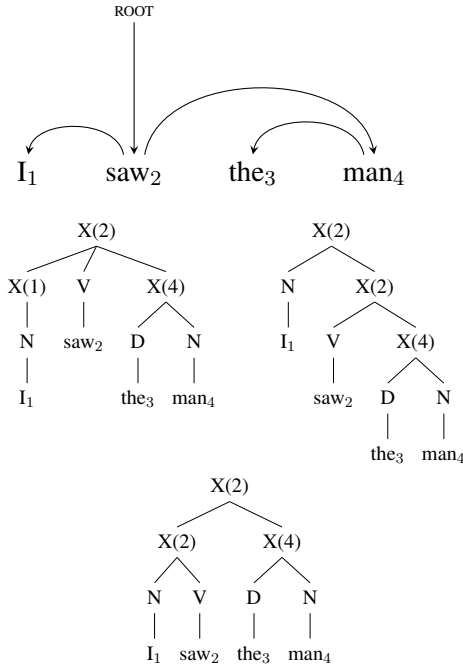 ROOT
I₁ saw₂ the₃ man₄
X(2)
X(1) V X(4)
N saw₂ D N
I₁ the₃ man₄
X(2)
N X(2)
I₁ V X(4)
saw₂ D N
the₃ man₄
X(2)
X(2) X(4)
N V D N
I₁ saw₂ the₃ man₄